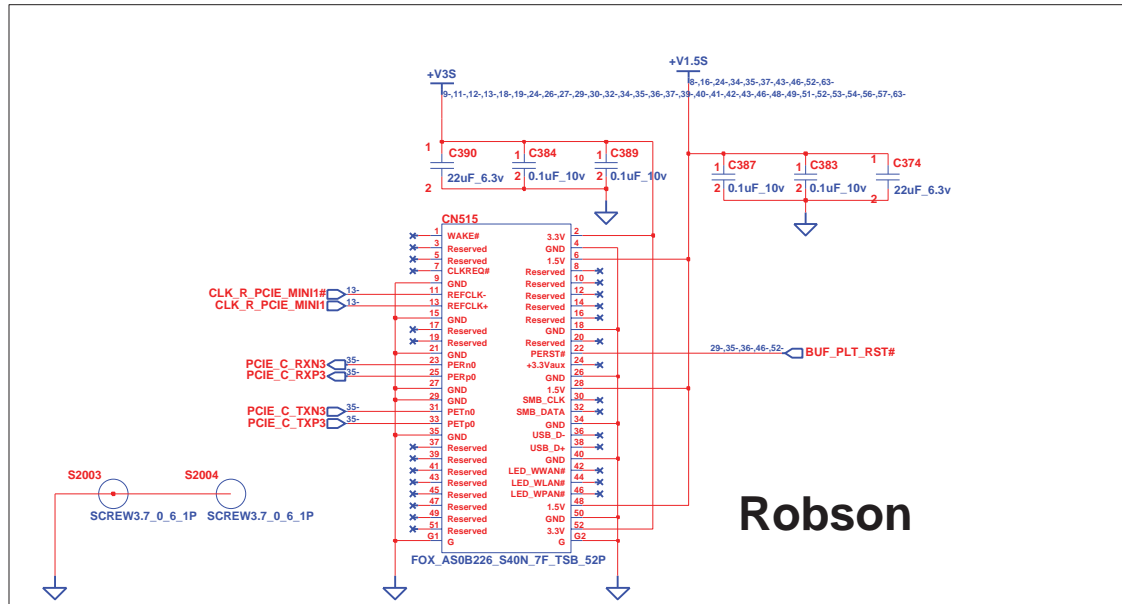 +V3S
+V1.5S
8-,16-,24-,34-,35-,37-,43-,46-,52-,63-
9-,11-,12-,13-,18-,19-,24-,26-,27-,29-,30-,32-,34-,35-,36-,37-,39-,40-,41-,42-,43-,46-,48-,49-,51-,52-,53-,54-,56-,57-,63-
1 C390 1 C384 1 C389
2 22uF_6.3v 2 0.1uF_10v 2 0.1uF_10v
1 C387 1 C383 1 C374
2 0.1uF_10v 2 0.1uF_10v 2 22uF_6.3v
CN515
1 WAKE# 3.3V 2
3 Reserved GND 4
5 Reserved 1.5V 6
7 CLKREQ# Reserved 8
9 GND Reserved 10
CLK_R_PCIE_MINI1# 13- 11 REFCLK- Reserved 12
CLK_R_PCIE_MINI1 13- 13 REFCLK+ Reserved 14
15 GND Reserved 16
17 Reserved GND 18
19 Reserved Reserved 20
21 GND PERST# 22 29-,35-,36-,46-,52- BUF_PLT_RST#
PCIE_C_RXN3 35- 23 PERn0 +3.3Vaux 24
PCIE_C_RXP3 35- 25 PERp0 GND 26
27 GND 1.5V 28
29 GND SMB_CLK 30
PCIE_C_TXN3 35- 31 PETn0 SMB_DATA 32
PCIE_C_TXP3 35- 33 PETp0 GND 34
35 GND USB_D- 36
37 Reserved USB_D+ 38
39 Reserved GND 40
41 Reserved LED_WWAN# 42
43 Reserved LED_WLAN# 44
45 Reserved LED_WPAN# 46
47 Reserved 1.5V 48
49 Reserved GND 50
51 Reserved 3.3V 52
G1 G G G2
FOX_AS0B226_S40N_7F_TSB_52P
S2003 S2004
SCREW3.7_0_6_1P SCREW3.7_0_6_1P
Robson